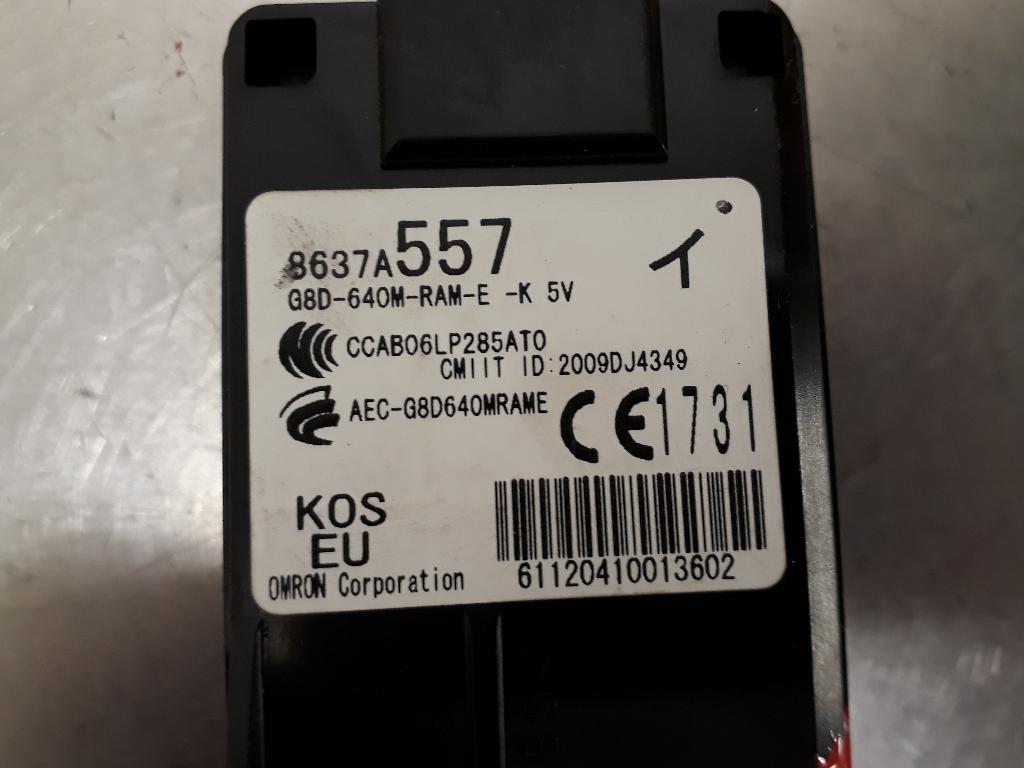 8637A557
イ
G8D-640M-RAM-E -K 5V
CCAB06LP285AT0
CMIIT ID:2009DJ4349
AEC-G8D640MRAME
CE1731
KOS
EU
OMRON Corporation
61120410013602